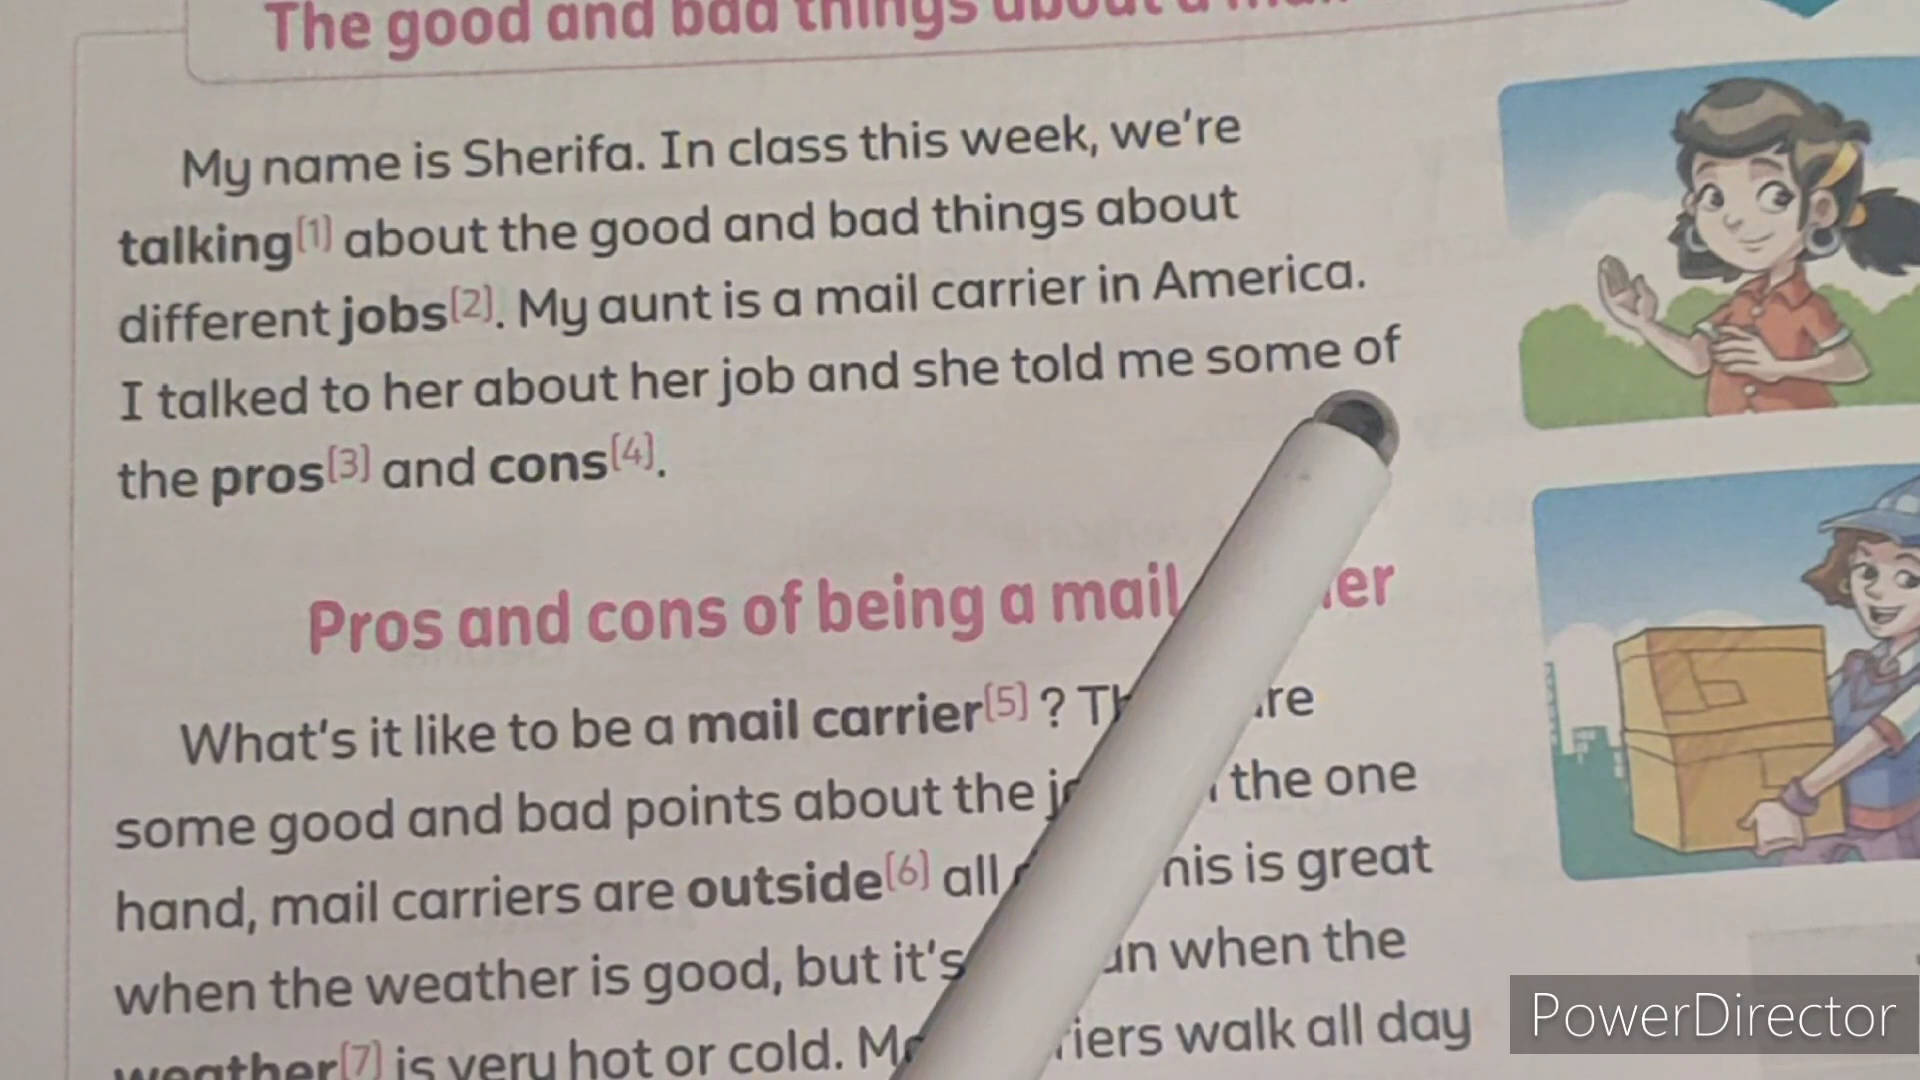 The good and bad things about a
My name is Sherifa. In class this week, we're
talking[1] about the good and bad things about
different jobs[2]. My aunt is a mail carrier in America.
I talked to her about her job and she told me some of
the pros[3] and cons[4].
Pros and cons of being a mail
What's it like to be a mail carrier[5] ?
some good and bad points about the the one
hand, mail carriers are outside[6] all is great
when the weather is good, but it's when the
weather[7] is very hot or cold. walk all day
PowerDirector